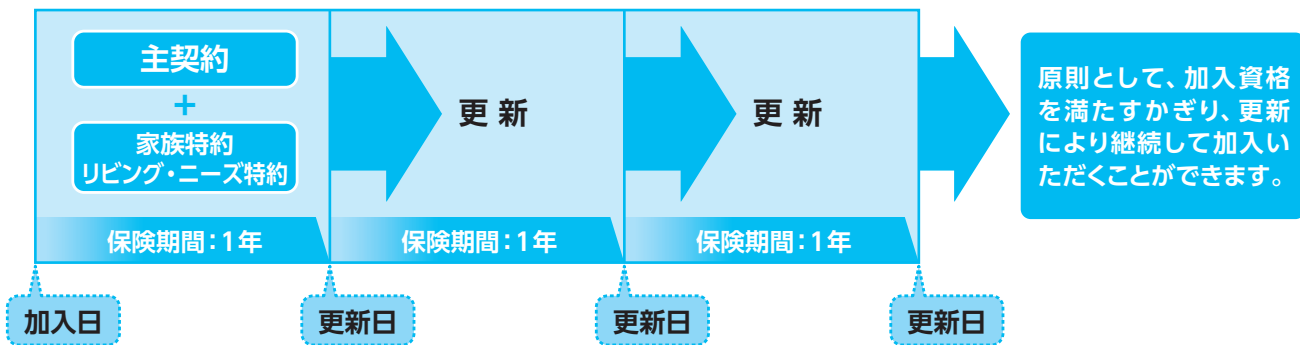 主契約
+
家族特約
リビング・ニーズ特約
保険期間：1年
更 新
保険期間：1年
更 新
保険期間：1年
原則として、加入資格
を満たすかぎり、更新
により継続して加入い
ただくことができます。
加入日
更新日
更新日
更新日